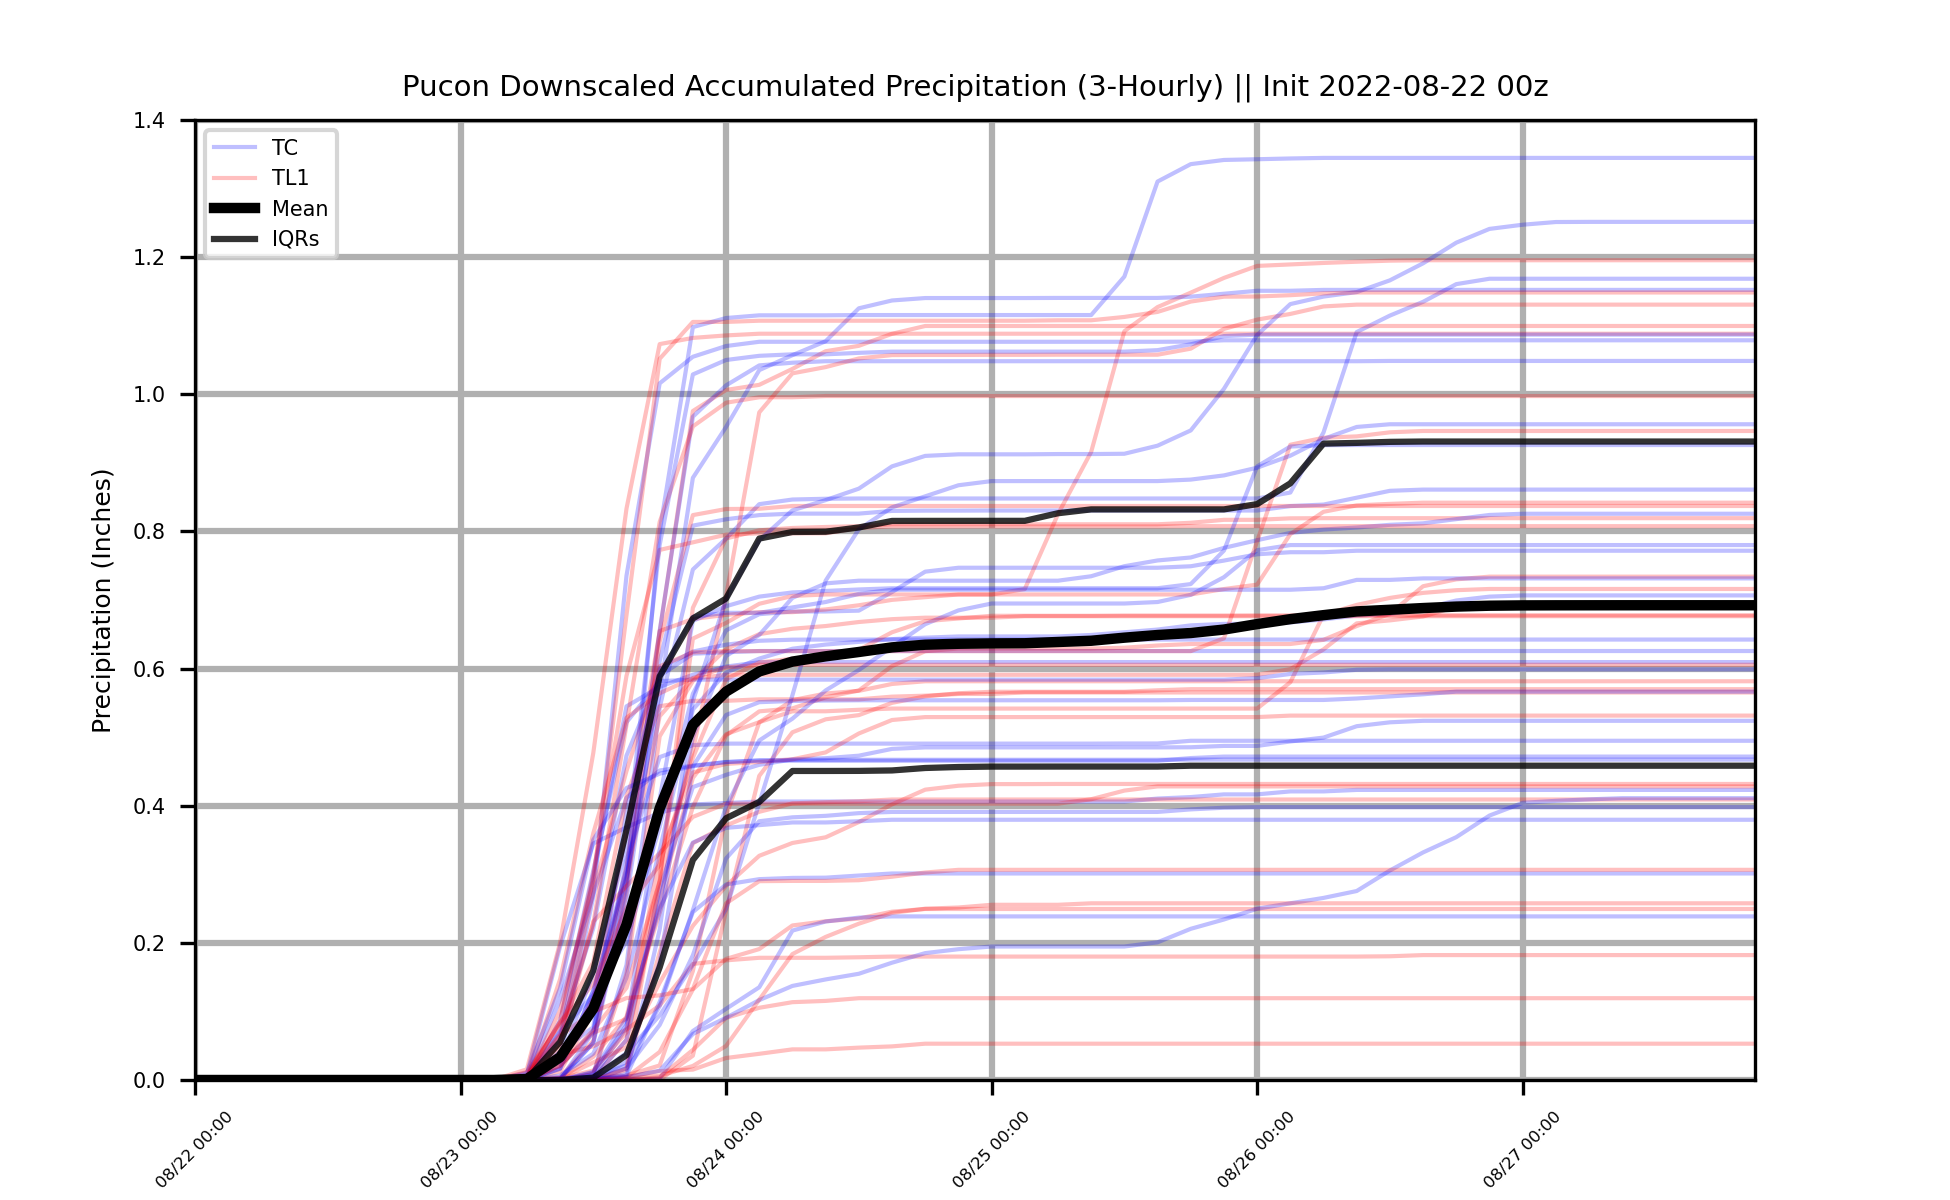 Pucon Downscaled Accumulated Precipitation (3-Hourly) || Init 2022-08-22 00z
1.4
1.2
1.0
0.8
0.6
0.4
0.2
0.0
Precipitation (Inches)
TC
TL1
Mean
IQRs
08/22 00:00
08/23 00:00
08/24 00:00
08/25 00:00
08/26 00:00
08/27 00:00